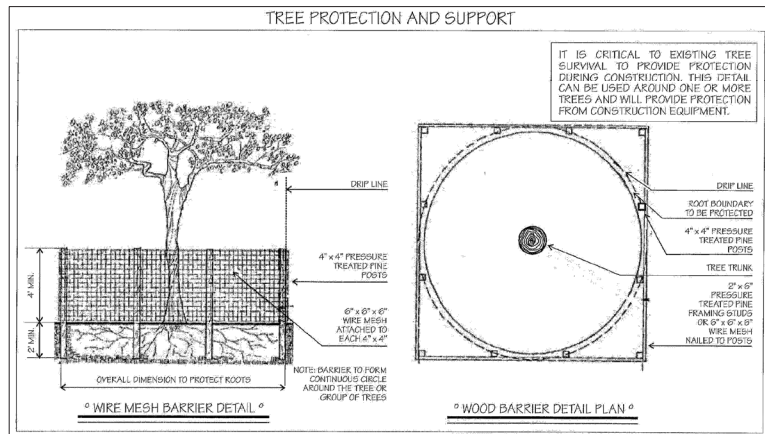 TREE PROTECTION AND SUPPORT
IT IS CRITICAL TO EXISTING TREE
SURVIVAL TO PROVIDE PROTECTION
DURING CONSTRUCTION. THIS DETAIL
CAN BE USED AROUND ONE OR MORE
TREES AND WILL PROVIDE PROTECTION
FROM CONSTRUCTION EQUIPMENT.
DRIP LINE
4" x 4" PRESSURE
TREATED PINE
POSTS
6" x 6" x 6"
WIRE MESH
ATTACHED TO
EACH 4" x 4"
NOTE: BARRIER TO FORM
CONTINUOUS CIRCLE
AROUND THE TREE OR
GROUP OF TREES
4' MIN.
2' MIN.
OVERALL DIMENSION TO PROTECT ROOTS
" WIRE MESH BARRIER DETAIL "
DRIP LINE
ROOT BOUNDARY
TO BE PROTECTED
4" x 4" PRESSURE
TREATED PINE
POSTS
TREE TRUNK
2" x 6"
PRESSURE
TREATED PINE
FRAMING STUDS
OR 6" x 6" x 6"
WIRE MESH
NAILED TO POSTS
" WOOD BARRIER DETAIL PLAN "